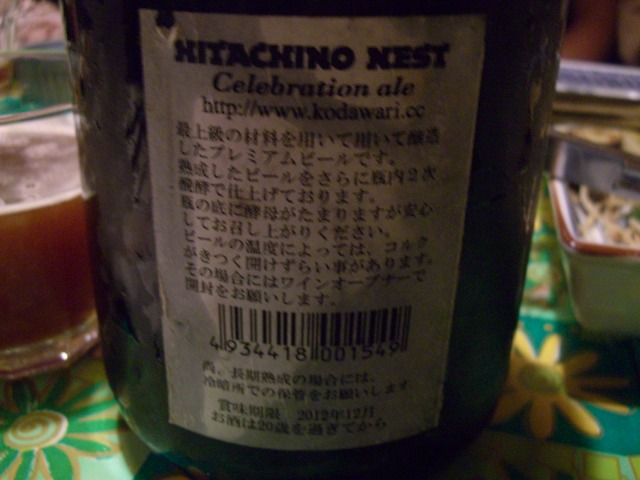 HITACHINO NEST
Celebration ale
http://www.kodawari.cc
最上級の材料を用いて用いて醸造
したプレミアムビールです。
熟成したビールをさらに瓶内2次
醗酵で仕上げております。
瓶の底に酵母がたまりますが安心
してお召し上がりください。
ビールの温度によっては、コルク
がきつく開けずらい事があります。
その場合にはワインオープナーで
開封をお願いします。
4934418001549
尚、長期熟成の場合には、
冷暗所での保管をお願いします
賞味期限 2012年12月
お酒は20歳を過ぎてから